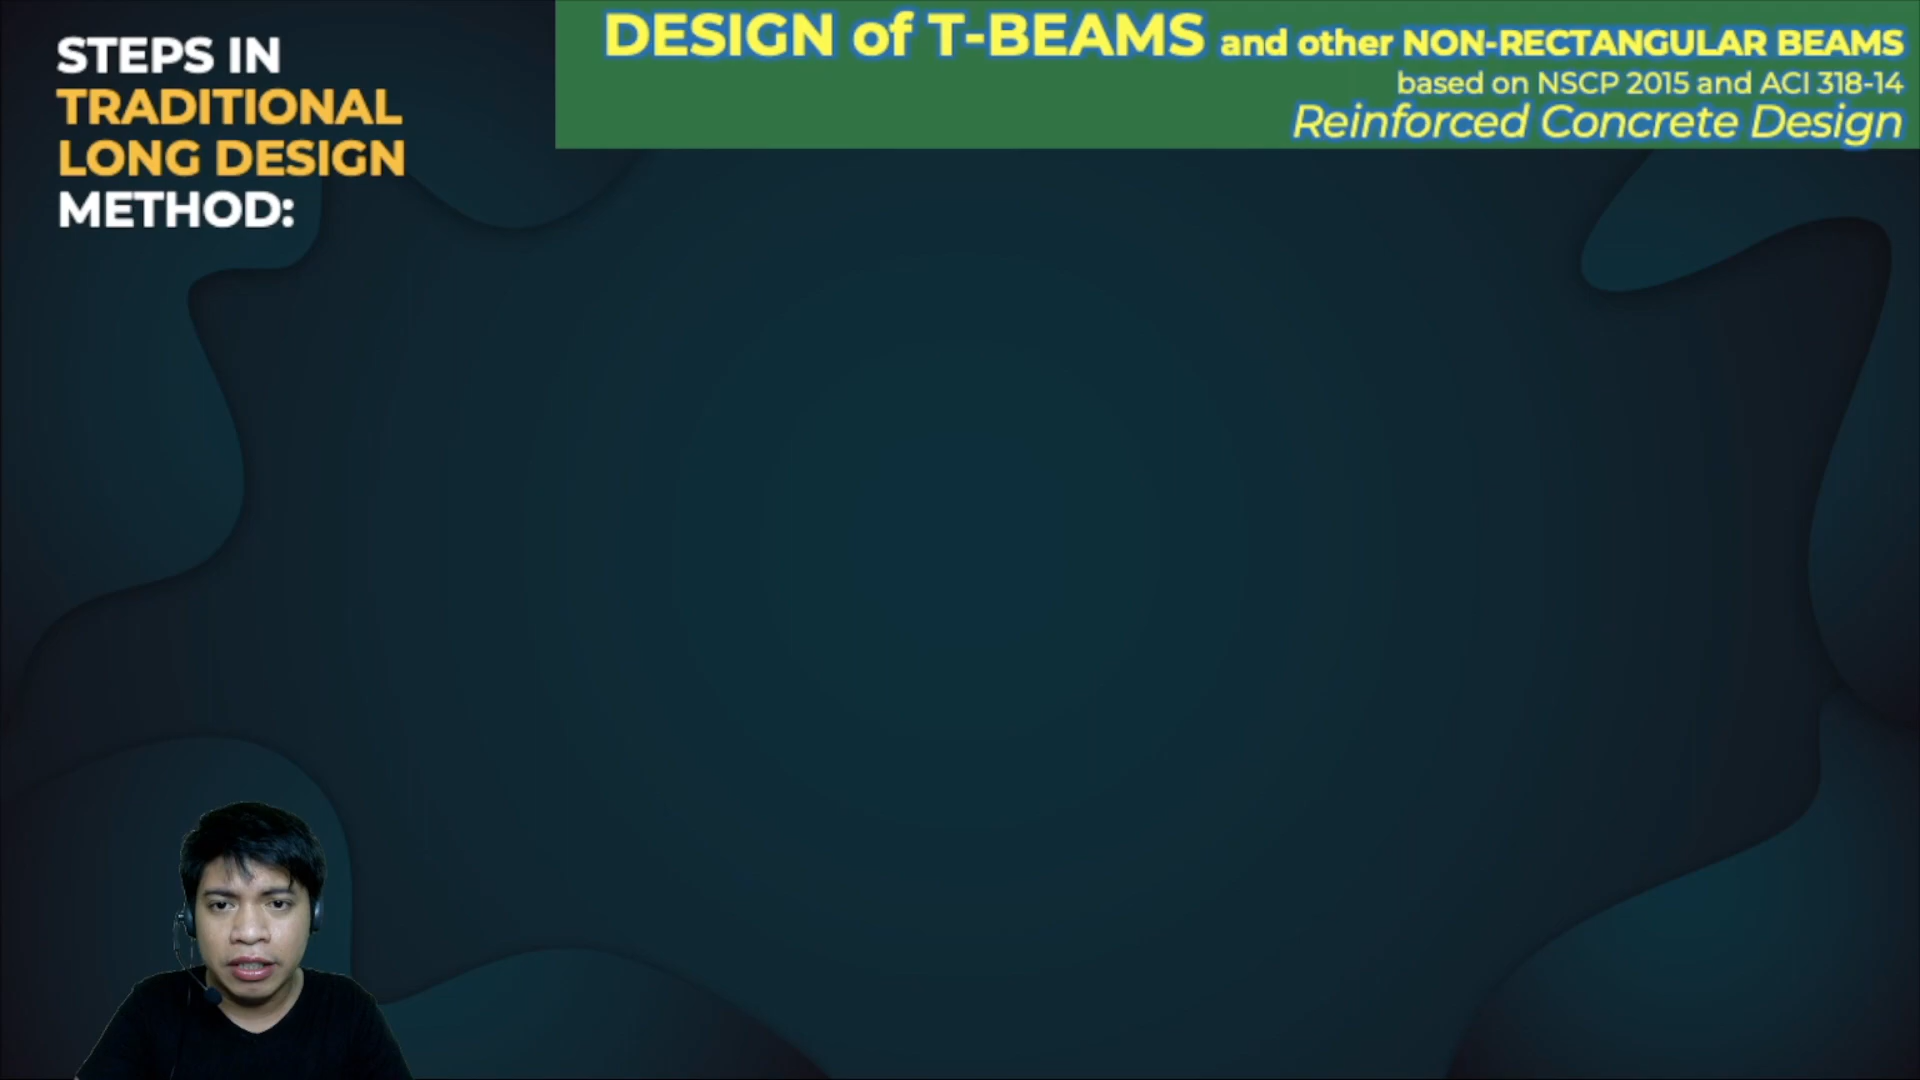 STEPS IN
TRADITIONAL
LONG DESIGN
METHOD:
DESIGN of T-BEAMS and other NON-RECTANGULAR BEAMS
based on NSCP 2015 and ACI 318-14
Reinforced Concrete Design